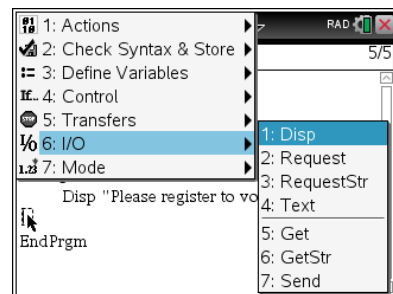 1: Actions
2: Check Syntax & Store
3: Define Variables
If.. 4: Control
5: Transfers
6: I/O
7: Mode
RAD
5/5
1: Disp
2: Request
3: RequestStr
4: Text
5: Get
6: GetStr
7: Send
Disp "Please register to vo
EndPrgm